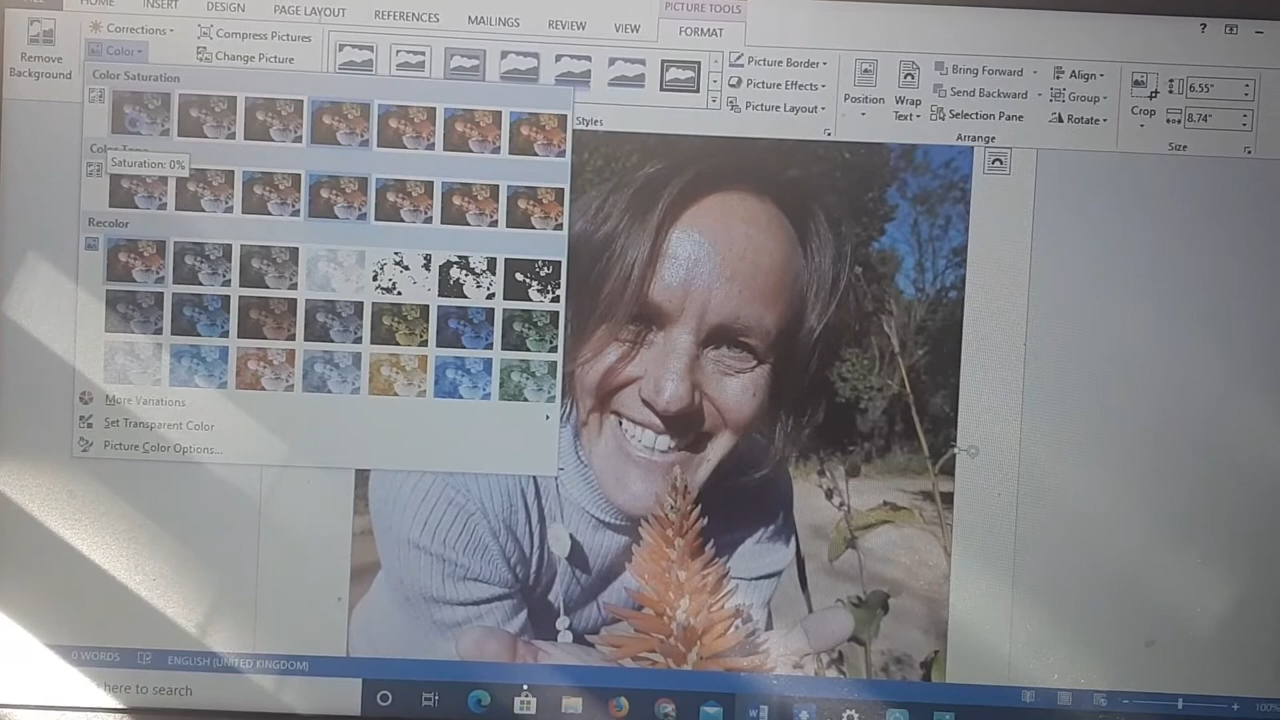 HOME INSERT DESIGN PAGE LAYOUT REFERENCES MAILINGS REVIEW VIEW PICTURE TOOLS
FORMAT
Remove
Background
Corrections
Color
Compress Pictures
Change Picture
Styles
Picture Border
Picture Effects
Picture Layout
Position
Wrap
Text
Bring Forward
Send Backward
Selection Pane
Align
Group
Rotate
Arrange
Crop
6.55"
8.74"
Size
Color Saturation
Color Tone
Saturation: 0%
Recolor
More Variations
Set Transparent Color
Picture Color Options...
0 WORDS ENGLISH (UNITED KINGDOM)
here to search
100%